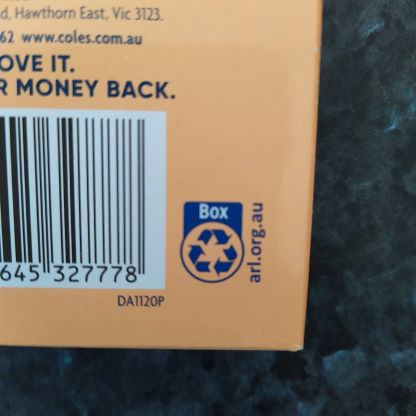 d, Hawthorn East, Vic 3123.
62 www.coles.com.au
OVE IT.
R MONEY BACK.
645 327778
DA1120P
Box
arl.org.au